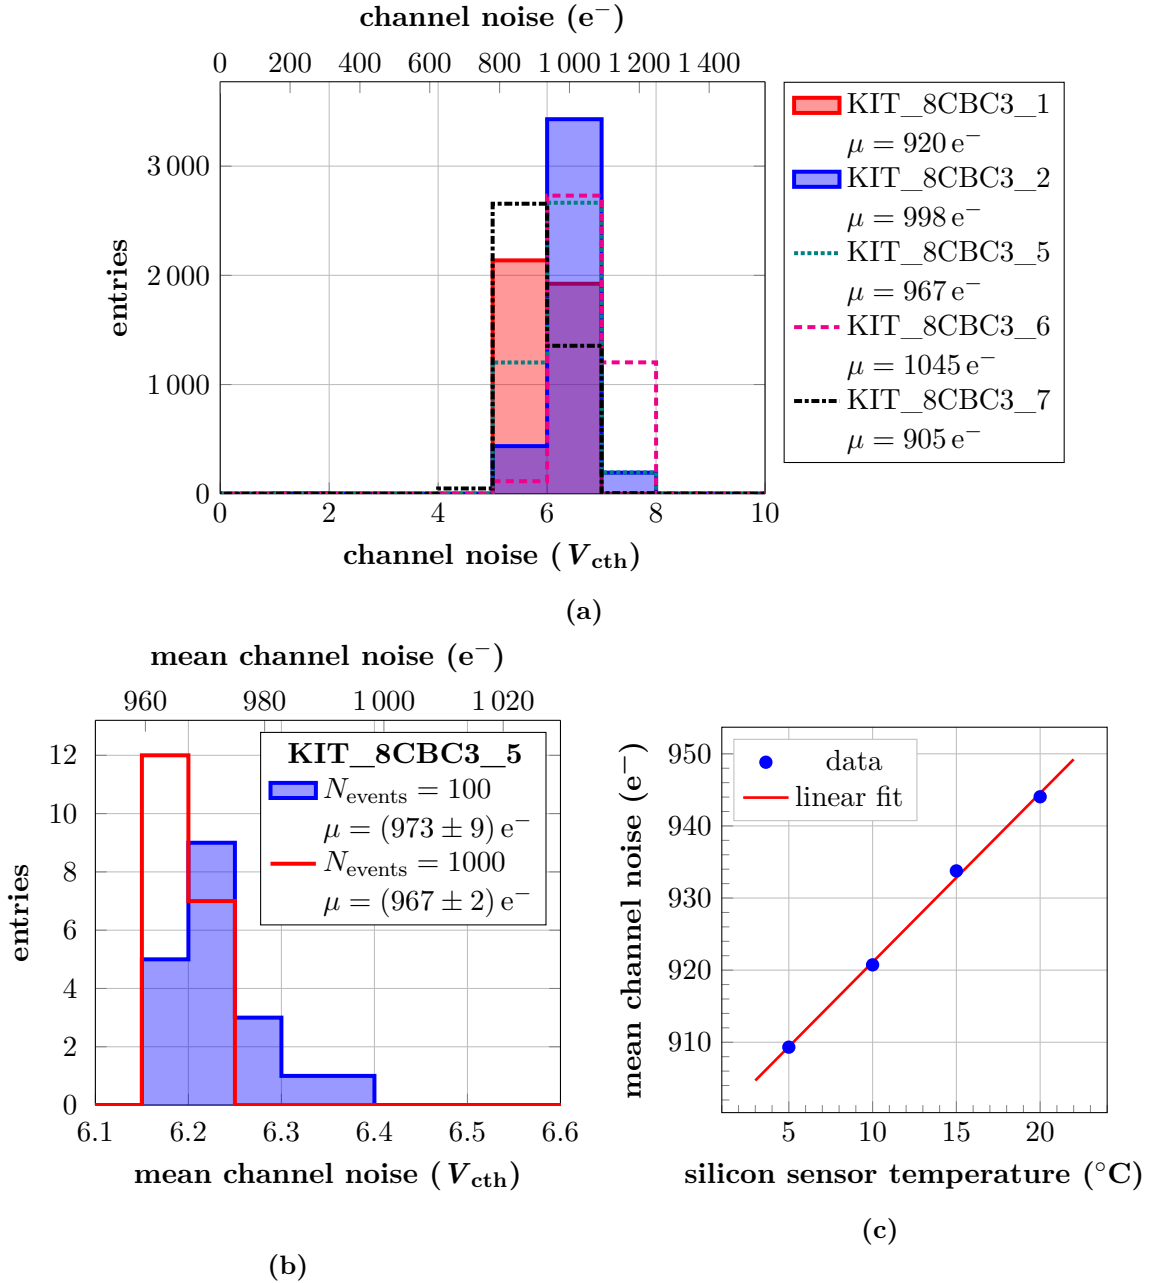 channel noise (e⁻)
0 200 400 600 800 1 000 1 200 1 400
3 000
2 000
1 000
0
entries
0 2 4 6 8 10
channel noise (V_cth)
KIT_8CBC3_1
μ = 920 e⁻
KIT_8CBC3_2
μ = 998 e⁻
KIT_8CBC3_5
μ = 967 e⁻
KIT_8CBC3_6
μ = 1045 e⁻
KIT_8CBC3_7
μ = 905 e⁻
(a)
mean channel noise (e⁻)
960 980 1 000 1 020
12
10
8
6
4
2
0
entries
6.1 6.2 6.3 6.4 6.5 6.6
mean channel noise (V_cth)
KIT_8CBC3_5
N_events = 100
μ = (973 ± 9) e⁻
N_events = 1000
μ = (967 ± 2) e⁻
(b)
950
940
930
920
910
mean channel noise (e⁻)
data
linear fit
5 10 15 20
silicon sensor temperature (°C)
(c)